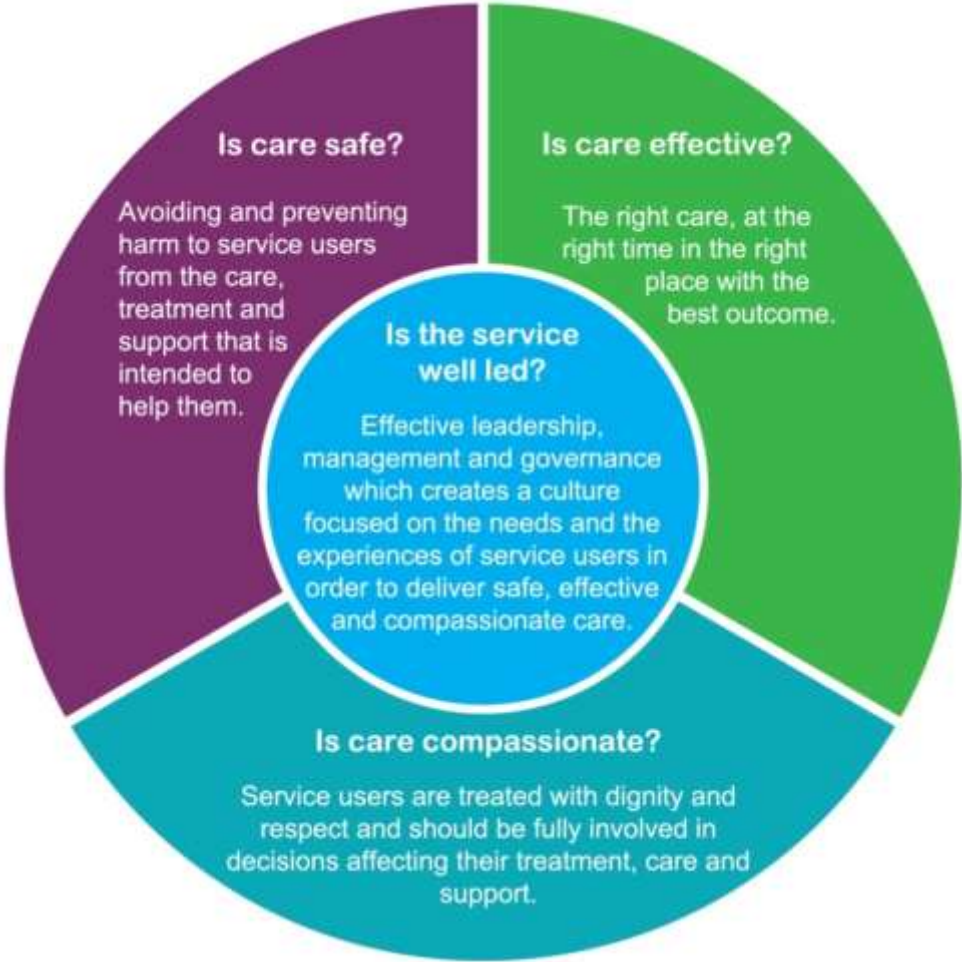 Is care safe?
Avoiding and preventing
harm to service users
from the care,
treatment and
support that is
intended to
help them.
Is care effective?
The right care, at the
right time in the right
place with the
best outcome.
Is the service
well led?
Effective leadership,
management and governance
which creates a culture
focused on the needs and the
experiences of service users in
order to deliver safe, effective
and compassionate care.
Is care compassionate?
Service users are treated with dignity and
respect and should be fully involved in
decisions affecting their treatment, care and
support.